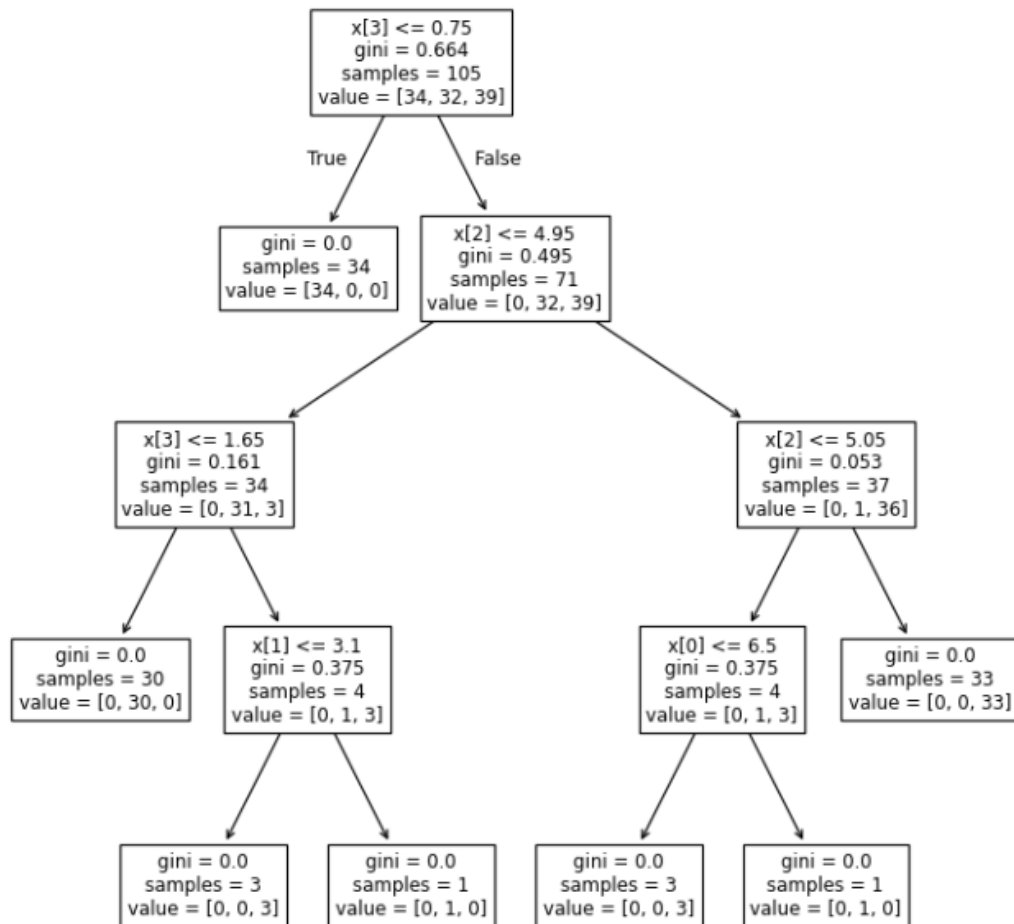 x[3] <= 0.75
gini = 0.664
samples = 105
value = [34, 32, 39]
True
False
gini = 0.0
samples = 34
value = [34, 0, 0]
x[2] <= 4.95
gini = 0.495
samples = 71
value = [0, 32, 39]
x[3] <= 1.65
gini = 0.161
samples = 34
value = [0, 31, 3]
x[2] <= 5.05
gini = 0.053
samples = 37
value = [0, 1, 36]
gini = 0.0
samples = 30
value = [0, 30, 0]
x[1] <= 3.1
gini = 0.375
samples = 4
value = [0, 1, 3]
x[0] <= 6.5
gini = 0.375
samples = 4
value = [0, 1, 3]
gini = 0.0
samples = 33
value = [0, 0, 33]
gini = 0.0
samples = 3
value = [0, 0, 3]
gini = 0.0
samples = 1
value = [0, 1, 0]
gini = 0.0
samples = 3
value = [0, 0, 3]
gini = 0.0
samples = 1
value = [0, 1, 0]